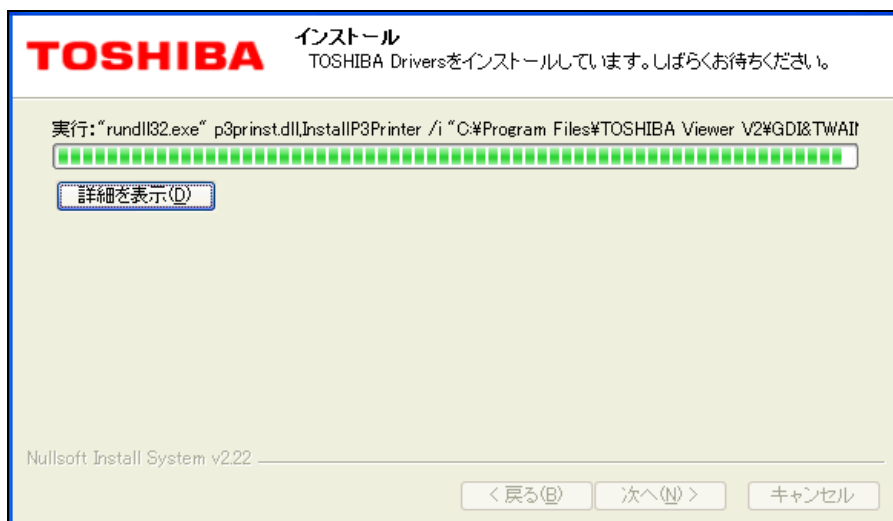 TOSHIBA
インストール
TOSHIBA Driversをインストールしています。しばらくお待ちください。
実行:"rundll32.exe" p3prinst.dll,InstallP3Printer /i "C:¥Program Files¥TOSHIBA Viewer V2¥GDI&TWAI
詳細を表示(D)
Nullsoft Install System v2.22
< 戻る(B)
次へ(N) >
キャンセル